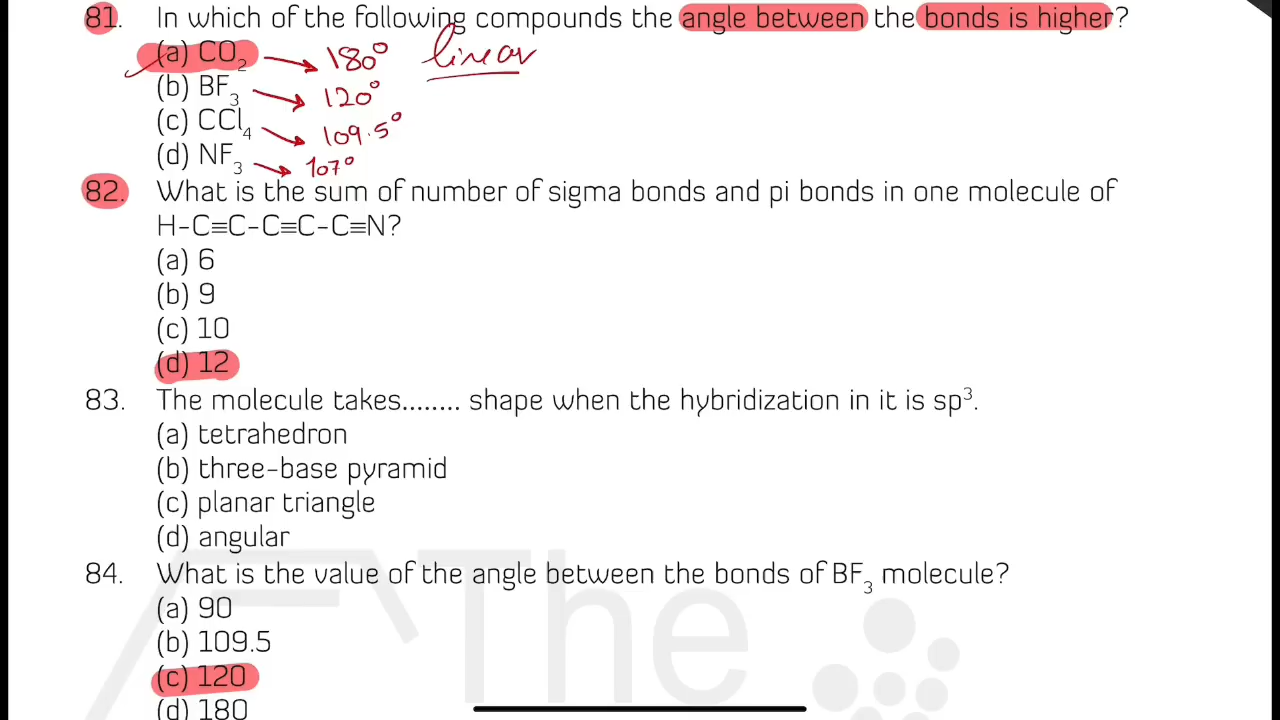 81. In which of the following compounds the angle between the bonds is higher?
(a) CO₂ → 180° linear
(b) BF₃ → 120°
(c) CCl₄ → 109.5°
(d) NF₃ → 107°
82. What is the sum of number of sigma bonds and pi bonds in one molecule of
H-C≡C-C≡C-C≡N?
(a) 6
(b) 9
(c) 10
(d) 12
83. The molecule takes........ shape when the hybridization in it is sp³.
(a) tetrahedron
(b) three-base pyramid
(c) planar triangle
(d) angular
84. What is the value of the angle between the bonds of BF₃ molecule?
(a) 90
(b) 109.5
(c) 120
(d) 180
The